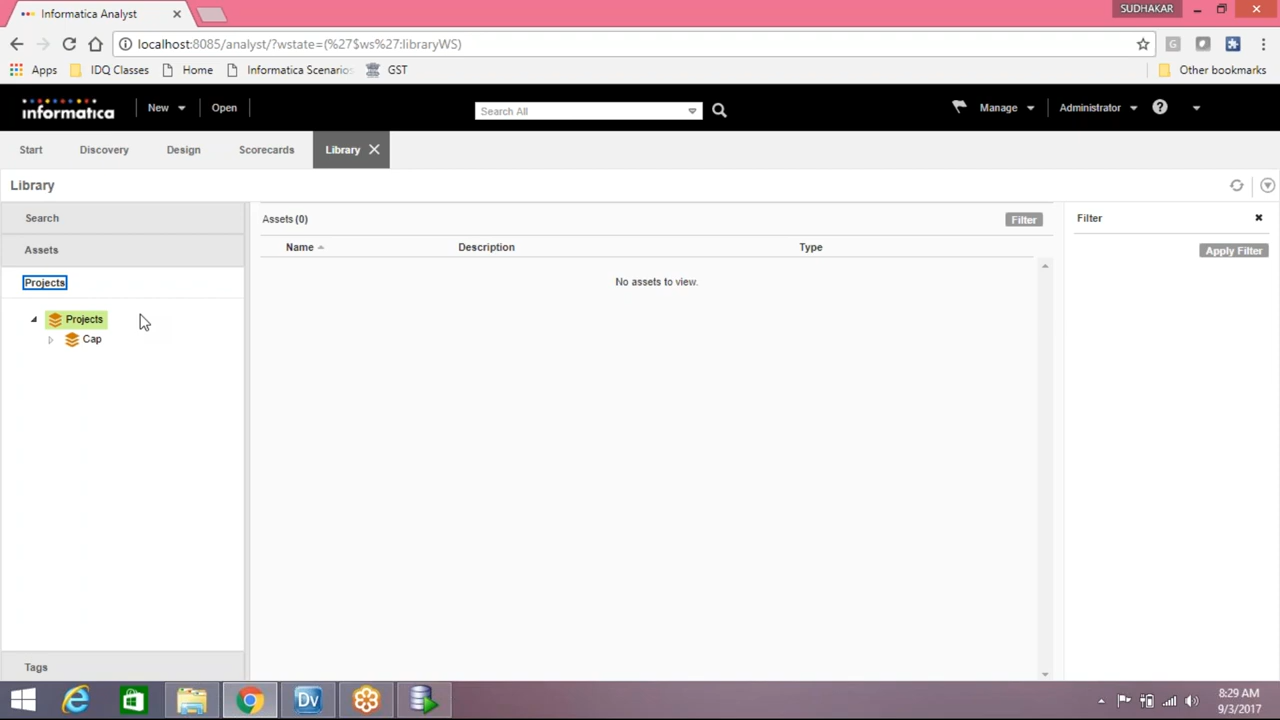 Informatica Analyst
SUDHAKAR
localhost:8085/analyst/?wstate=(%27$ws%27:libraryWS)
Apps IDQ Classes Home Informatica Scenarios GST Other bookmarks
informatica New Open Search All Manage Administrator ?
Start Discovery Design Scorecards Library
Library
Search
Assets
Projects
Projects
Cap
Tags
Assets (0) Filter
Name Description Type
No assets to view.
Filter
Apply Filter
Dv
8:29 AM
9/3/2017